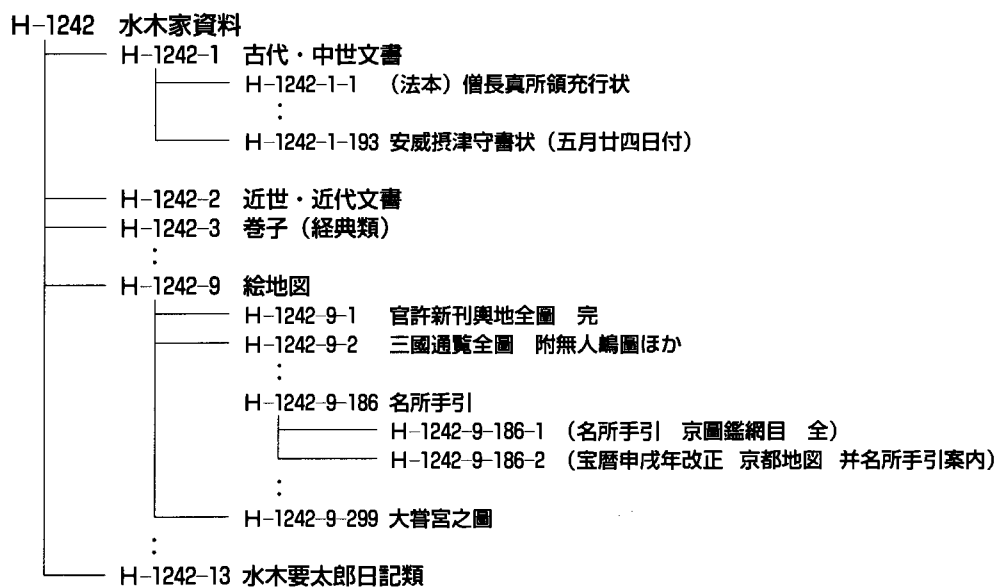 H-1242 水木家資料
H-1242-1 古代・中世文書
H-1242-1-1 （法本）僧長真所領充行状
：
H-1242-1-193 安威摂津守書状（五月廿四日付）
H-1242-2 近世・近代文書
H-1242-3 巻子（経典類）
：
H-1242-9 絵地図
H-1242-9-1 官許新刊輿地全圖 完
H-1242-9-2 三國通覧全圖 附無人嶋圖ほか
：
H-1242-9-186 名所手引
H-1242-9-186-1 （名所手引 京圖鑑網目 全）
H-1242-9-186-2 （宝暦申戌年改正 京都地図 并名所手引案内）
：
H-1242-9-299 大嘗宮之圖
：
H-1242-13 水木要太郎日記類